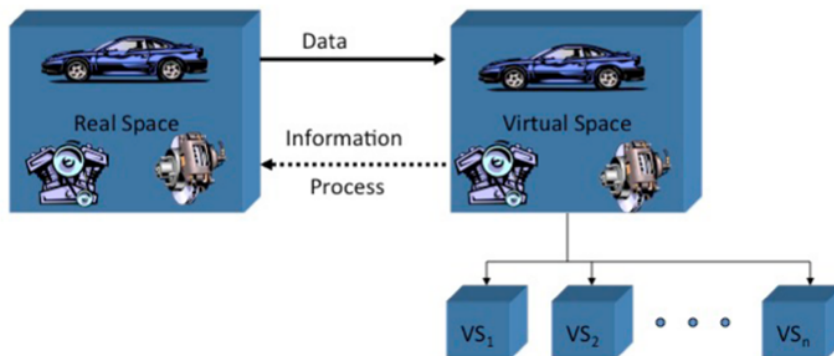 Data
Real Space
Virtual Space
Information
Process
VS₁
VS₂
VSₙ